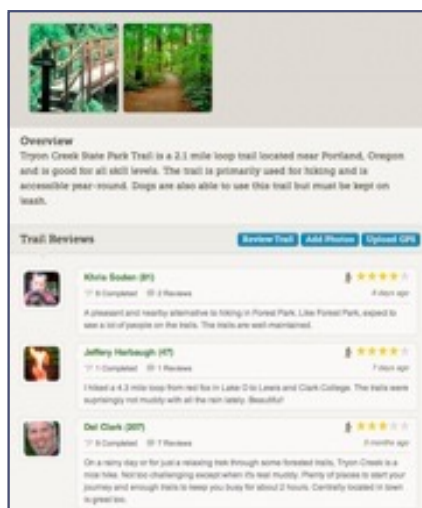 Overview
Tryon Creek State Park Trail is a 2.1 mile loop trail located near Portland, Oregon
and is good for all skill levels. The trail is primarily used for hiking and is
accessible year-round. Dogs are also able to use this trail but must be kept on
leash.
Trail Reviews Review Trail Add Photos Upload GPS
Khris Soden (81)
6 Completed 2 Reviews 4 days ago
A pleasant and nearby alternative to hiking in Forest Park. Like Forest Park, expect to
see a lot of people on the trails. The trails are well maintained.
Jeffery Harbaugh (47)
1 Completed 1 Reviews 7 days ago
I hiked a 4.3 mile loop from red fox in Lake O to Lewis and Clark College. The trails were
surprisingly not muddy with all the rain lately. Beautiful!
Del Clark (207)
9 Completed 7 Reviews months ago
On a rainy day or for just a relaxing trek through some forested trails, Tryon Creek is a
nice hike. Not too challenging except when it's real muddy. Plenty of places to start your
journey and enough trails to keep you busy for about 2 hours. Centrally located in town
is great too.